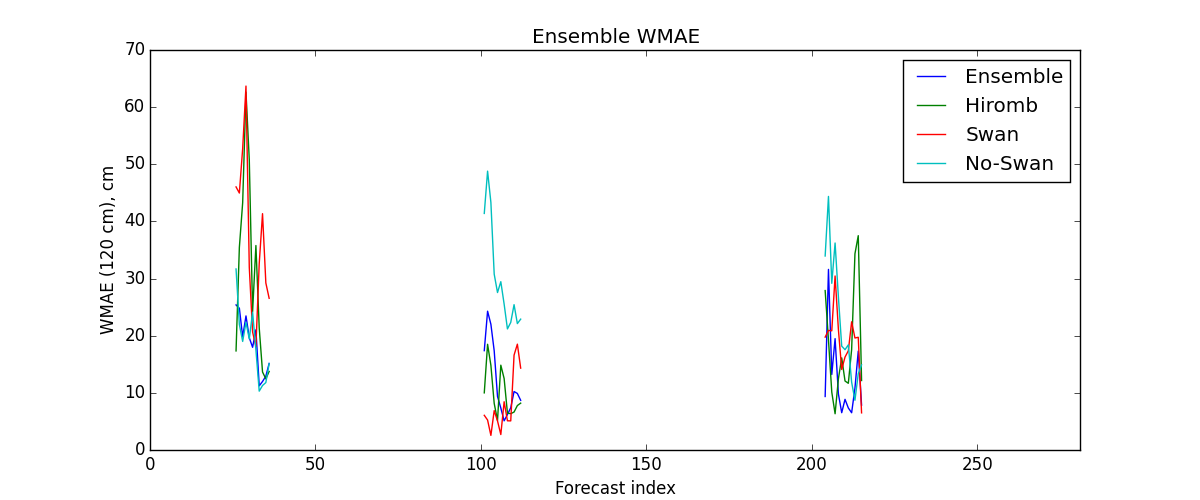 Ensemble WMAE
70
60
50
40
30
20
10
0
WMAE (120 cm), cm
Ensemble
Hiromb
Swan
No-Swan
0 50 100 150 200 250
Forecast index